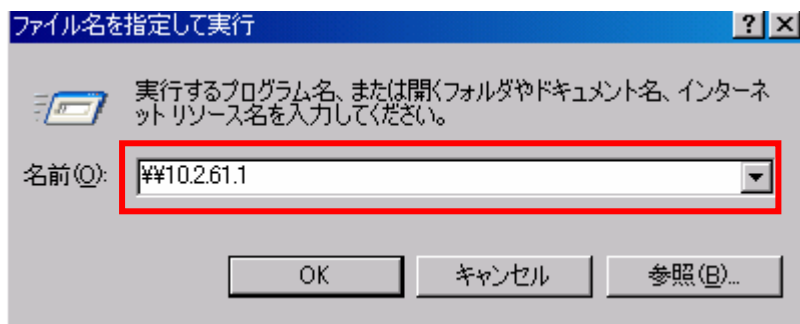 ファイル名を指定して実行
実行するプログラム名、または開くフォルダやドキュメント名、インターネ
ット リソース名を入力してください。
名前(O):
¥¥10.2.61.1
OK
キャンセル
参照(B)...